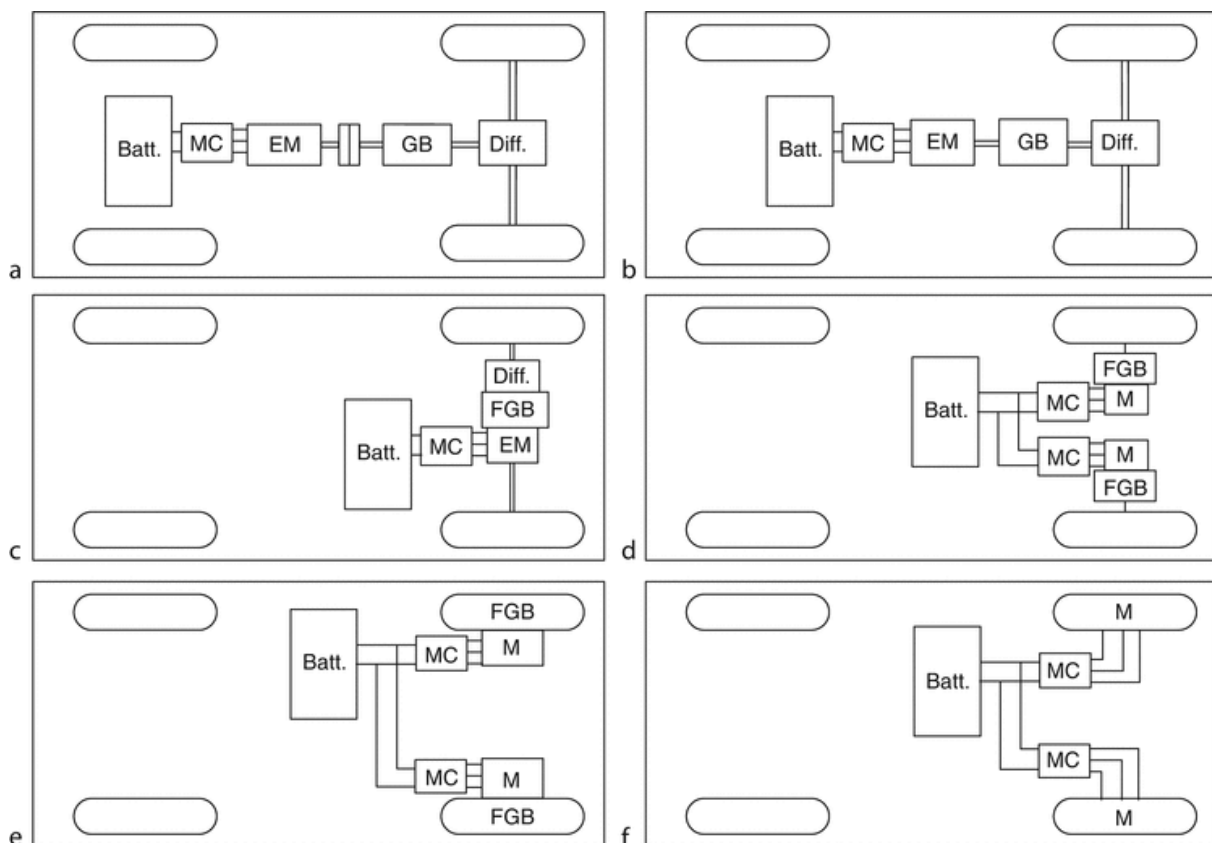 Batt. MC EM GB Diff.
a
Batt. MC EM GB Diff.
b
Diff.
FGB
Batt. MC EM
c
FGB
Batt. MC M
MC M
FGB
d
FGB
Batt. MC M
MC M
FGB
e
M
Batt. MC
MC
M
f